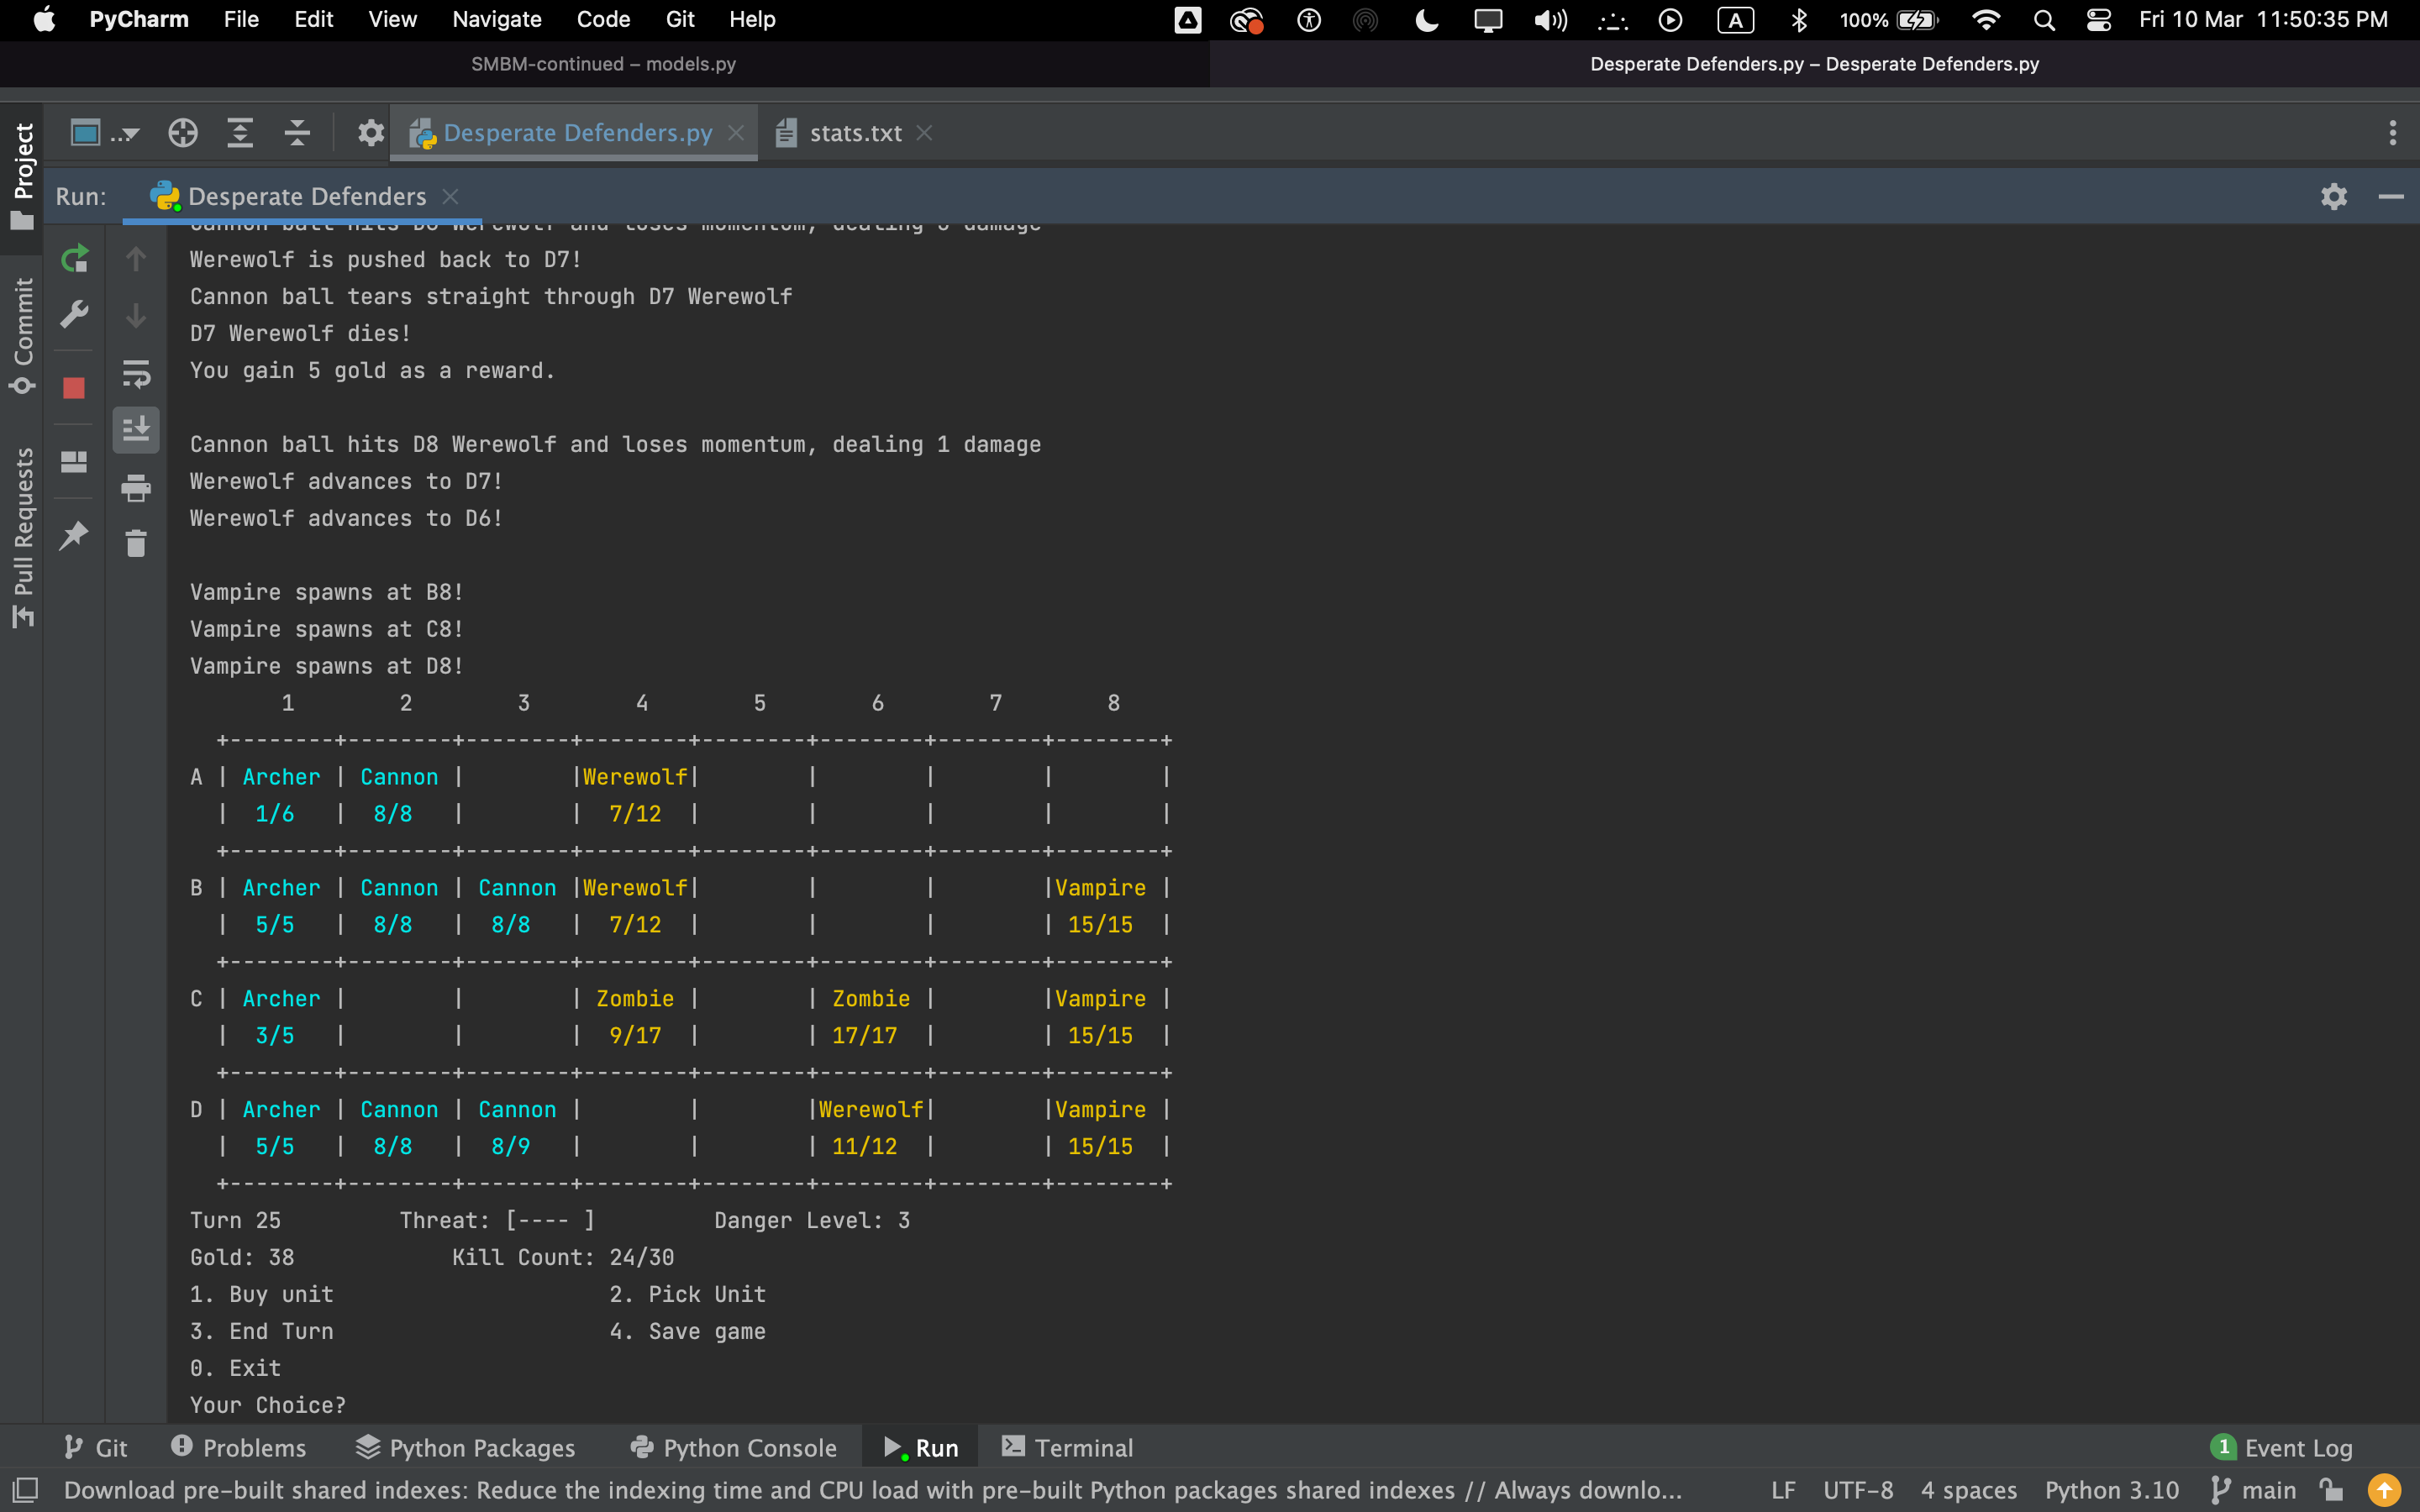 PyCharm File Edit View Navigate Code Git Help A 100% Fri 10 Mar 11:50:35 PM
SMBM-continued – models.py Desperate Defenders.py – Desperate Defenders.py
Project
Commit
Pull Requests
... Desperate Defenders.py stats.txt
Run: Desperate Defenders
Cannon ball hits D6 Werewolf and loses momentum, dealing damage
Werewolf is pushed back to D7!
Cannon ball tears straight through D7 Werewolf
D7 Werewolf dies!
You gain 5 gold as a reward.
Cannon ball hits D8 Werewolf and loses momentum, dealing 1 damage
Werewolf advances to D7!
Werewolf advances to D6!
Vampire spawns at B8!
Vampire spawns at C8!
Vampire spawns at D8!
1 2 3 4 5 6 7 8
+--------+--------+--------+--------+--------+--------+--------+--------+
A | Archer | Cannon | |Werewolf| | | | |
| 1/6 | 8/8 | | 7/12 | | | | |
+--------+--------+--------+--------+--------+--------+--------+--------+
B | Archer | Cannon | Cannon |Werewolf| | | |Vampire |
| 5/5 | 8/8 | 8/8 | 7/12 | | | | 15/15 |
+--------+--------+--------+--------+--------+--------+--------+--------+
C | Archer | | | Zombie | | Zombie | |Vampire |
| 3/5 | | | 9/17 | | 17/17 | | 15/15 |
+--------+--------+--------+--------+--------+--------+--------+--------+
D | Archer | Cannon | Cannon | | |Werewolf| |Vampire |
| 5/5 | 8/8 | 8/9 | | | 11/12 | | 15/15 |
+--------+--------+--------+--------+--------+--------+--------+--------+
Turn 25 Threat: [---- ] Danger Level: 3
Gold: 38 Kill Count: 24/30
1. Buy unit 2. Pick Unit
3. End Turn 4. Save game
0. Exit
Your Choice?
Git Problems Python Packages Python Console Run Terminal 1 Event Log
Download pre-built shared indexes: Reduce the indexing time and CPU load with pre-built Python packages shared indexes // Always downlo... LF UTF-8 4 spaces Python 3.10 main